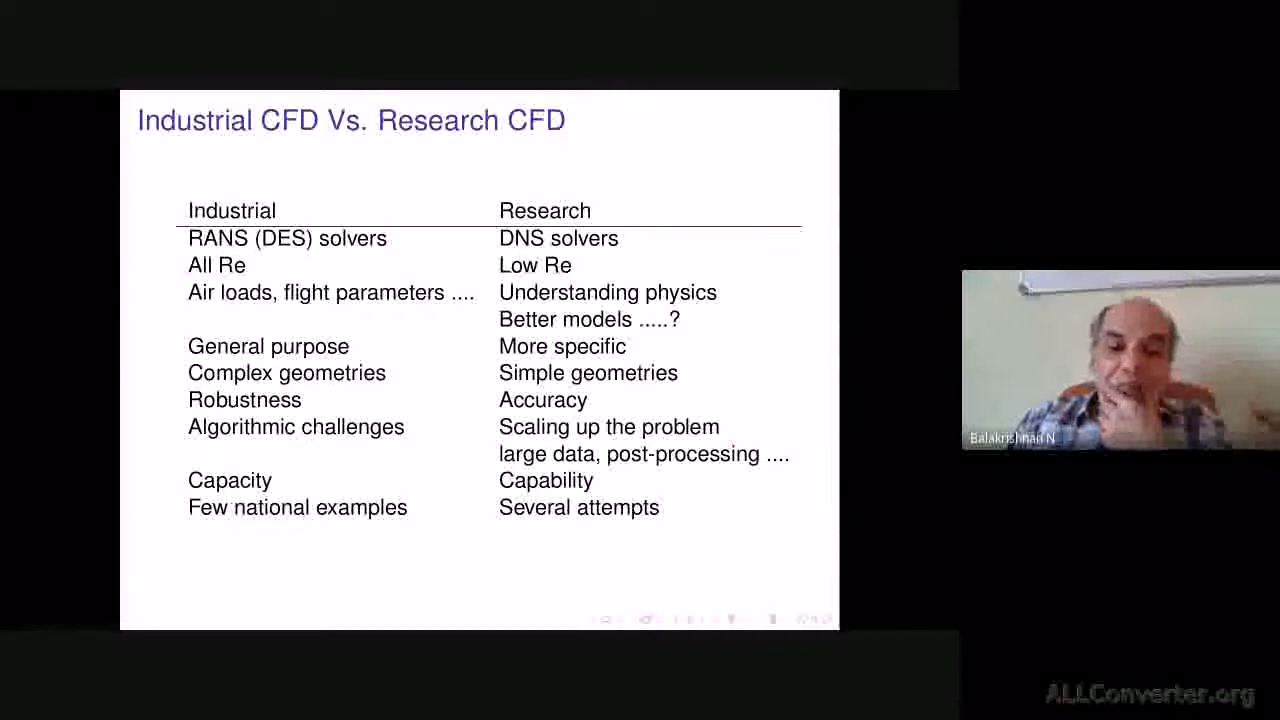 Industrial CFD Vs. Research CFD
Industrial Research
RANS (DES) solvers DNS solvers
All Re Low Re
Air loads, flight parameters .... Understanding physics
Better models .....?
General purpose More specific
Complex geometries Simple geometries
Robustness Accuracy
Algorithmic challenges Scaling up the problem
large data, post-processing ....
Capacity Capability
Few national examples Several attempts
Balakrishnan N
ALLConverter.org